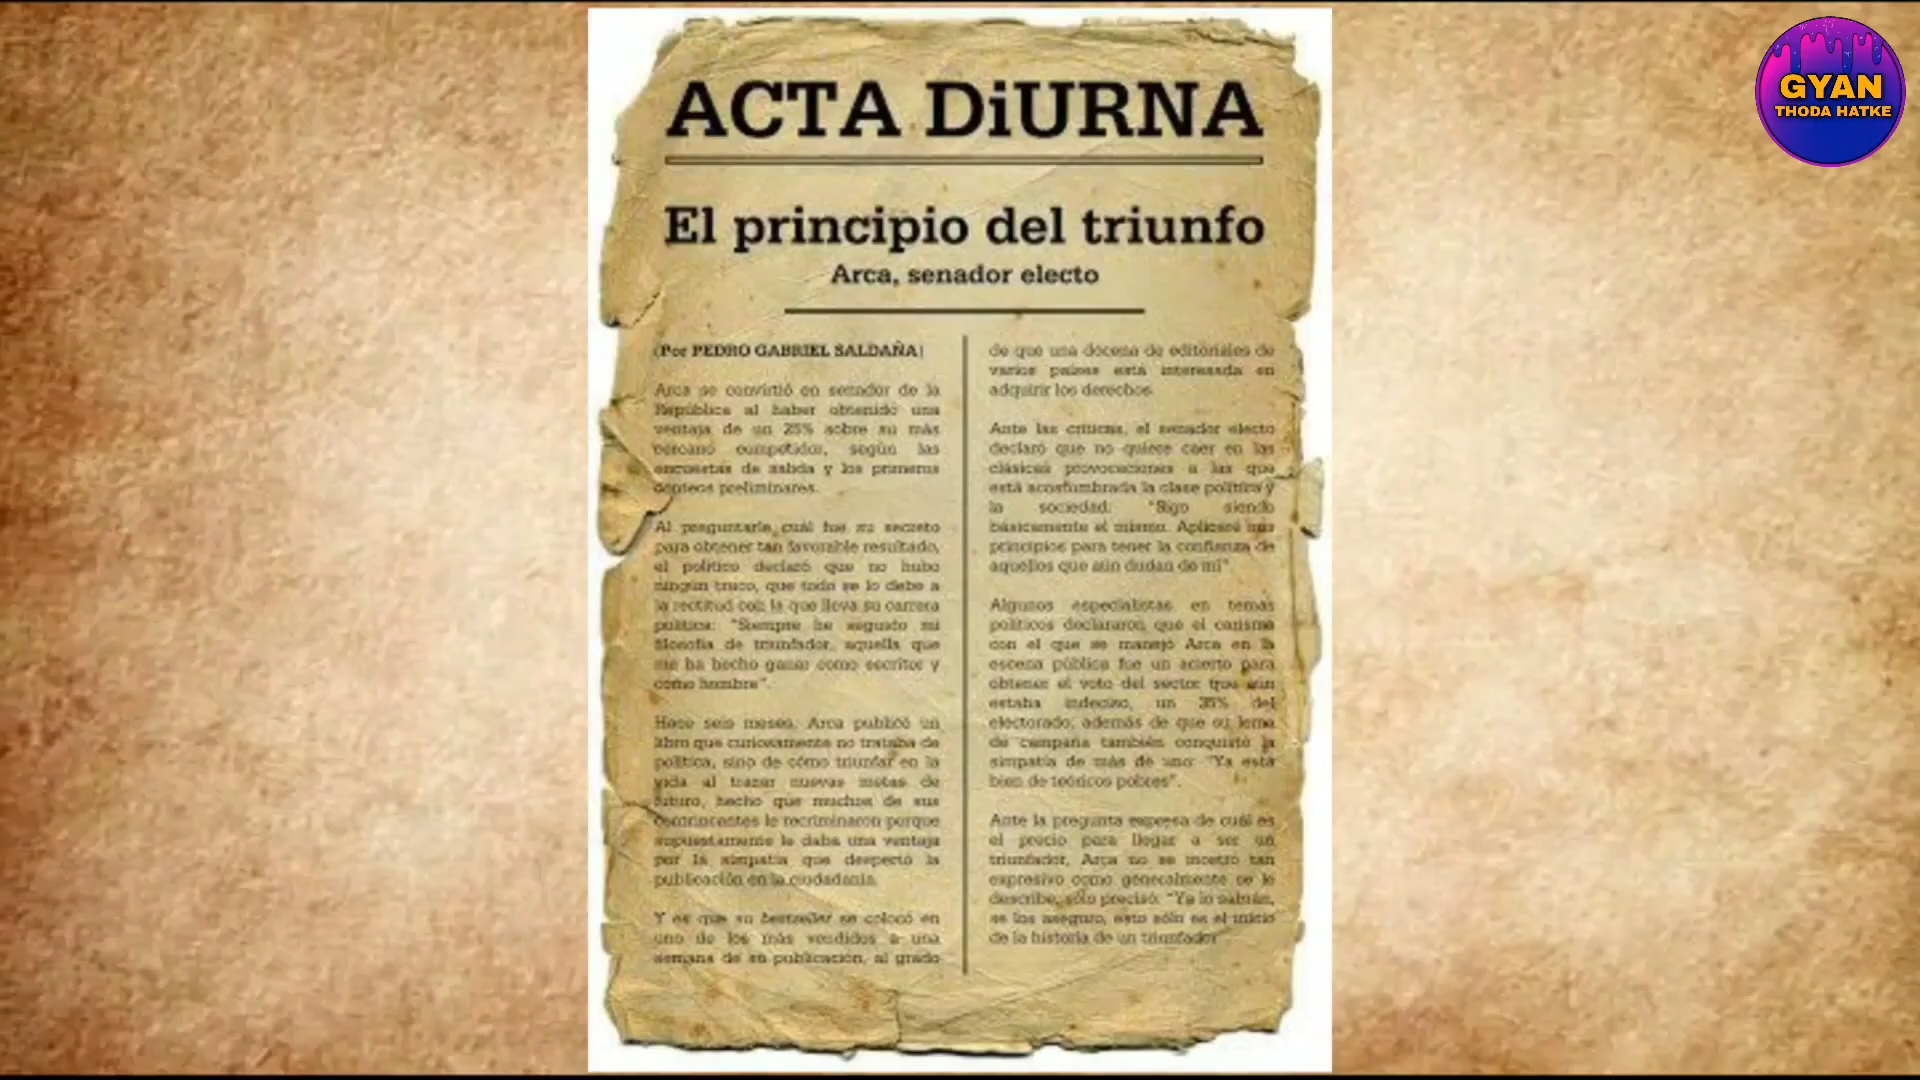 ACTA DiURNA
El principio del triunfo
Arca, senador electo
(Por PEDRO GABRIEL SALDAÑA)
Arca se convirtió en senador de la
República al haber obtenido una
ventaja de un 25% sobre su más
cercano competidor, según las
encuestas de salida y los primeros
conteos preliminares.
Al preguntarle cuál fue su secreto
para obtener tan favorable resultado,
el político declaró que no hubo
ningún truco, que todo se lo debe a
la rectitud con la que lleva su carrera
política: "Siempre he seguido mi
filosofía de triunfador, aquella que
me ha hecho ganar como escritor y
como hombre".
Hace seis meses, Arca publicó un
libro que curiosamente no trataba de
política, sino de cómo triunfar en la
vida al trazar nuevas metas de
futuro, hecho que muchos de sus
contrincantes le recriminaron porque
supuestamente le daba una ventaja
por la simpatía que despertó la
publicación en la ciudadanía.
Y es que su bestseller se colocó en
uno de los más vendidos a una
semana de su publicación, al grado
de que una docena de editoriales de
varios países está interesada en
adquirir los derechos.
Ante las críticas, el senador electo
declaró que no quiere caer en las
clásicas provocaciones a las que
está acostumbrada la clase política y
la sociedad: "Sigo siendo
básicamente el mismo. Aplicaré mis
principios para tener la confianza de
aquellos que aún dudan de mí".
Algunos especialistas en temas
políticos declararon que el carisma
con el que se manejó Arca en la
escena pública fue un acierto para
obtener el voto del sector que aún
estaba indeciso, un 35% del
electorado; además de que su lema
de campaña también conquistó la
simpatía de más de uno: "Ya está
bien de teóricos pobres".
Ante la pregunta expresa de cuál es
el precio para llegar a ser un
triunfador, Arca no se mostró tan
expresivo como generalmente se le
describe, sólo precisó: "Ya lo sabrán,
se los aseguro, esto sólo es el inicio
de la historia de un triunfador
GYAN
THODA HATKE